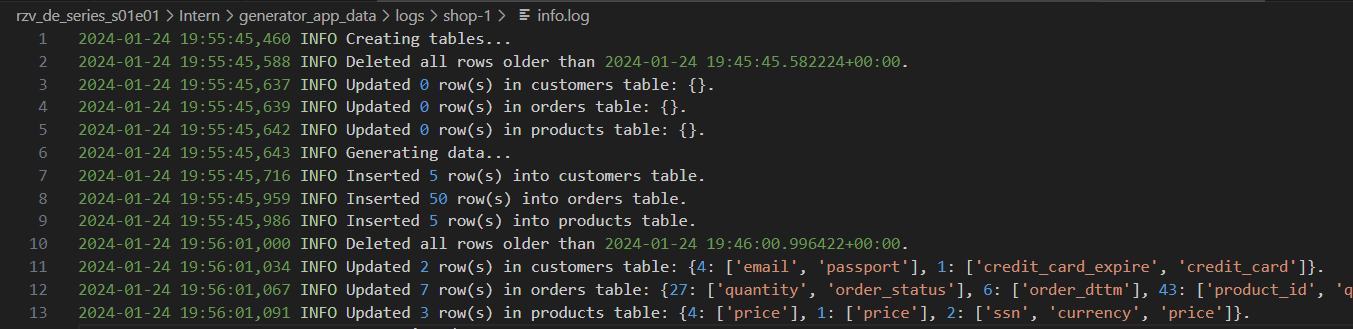 rzv_de_series_s01e01 > Intern > generator_app_data > logs > shop-1 > info.log
1 2024-01-24 19:55:45,460 INFO Creating tables...
2 2024-01-24 19:55:45,588 INFO Deleted all rows older than 2024-01-24 19:45:45.582224+00:00.
3 2024-01-24 19:55:45,637 INFO Updated 0 row(s) in customers table: {}.
4 2024-01-24 19:55:45,639 INFO Updated 0 row(s) in orders table: {}.
5 2024-01-24 19:55:45,642 INFO Updated 0 row(s) in products table: {}.
6 2024-01-24 19:55:45,643 INFO Generating data...
7 2024-01-24 19:55:45,716 INFO Inserted 5 row(s) into customers table.
8 2024-01-24 19:55:45,959 INFO Inserted 50 row(s) into orders table.
9 2024-01-24 19:55:45,986 INFO Inserted 5 row(s) into products table.
10 2024-01-24 19:56:01,000 INFO Deleted all rows older than 2024-01-24 19:46:00.996422+00:00.
11 2024-01-24 19:56:01,034 INFO Updated 2 row(s) in customers table: {4: ['email', 'passport'], 1: ['credit_card_expire', 'credit_card']}.
12 2024-01-24 19:56:01,067 INFO Updated 7 row(s) in orders table: {27: ['quantity', 'order_status'], 6: ['order_dttm'], 43: ['product_id', 'q
13 2024-01-24 19:56:01,091 INFO Updated 3 row(s) in products table: {4: ['price'], 1: ['price'], 2: ['ssn', 'currency', 'price']}.